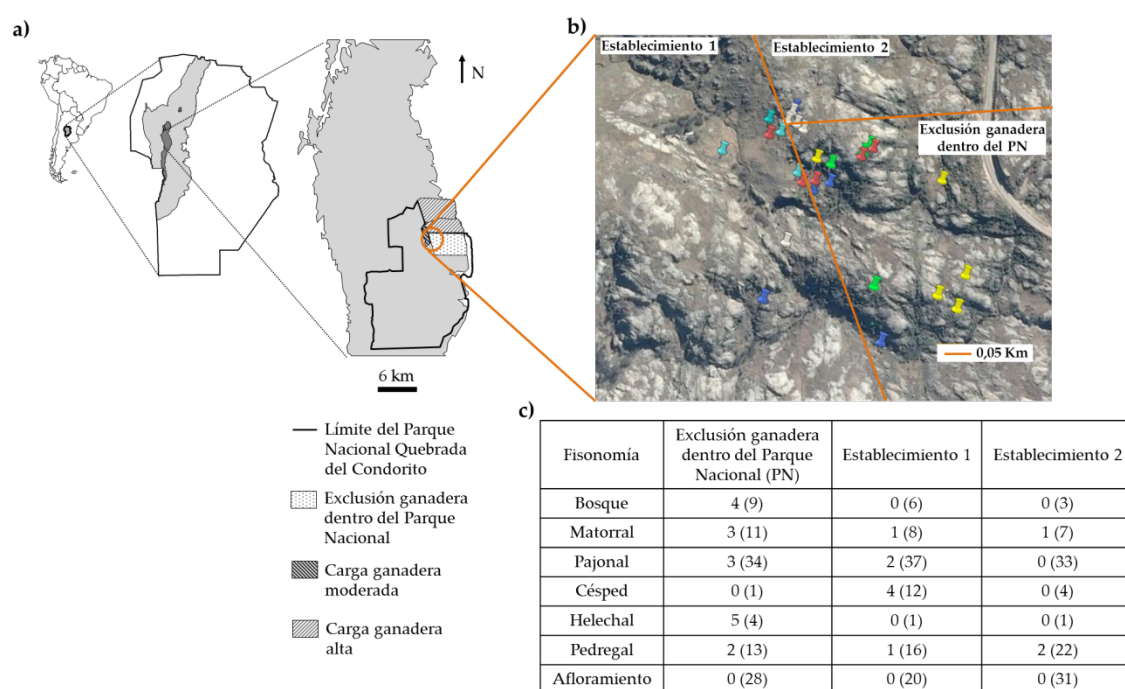 a)
N
6 km
Límite del Parque
Nacional Quebrada
del Condorito
Exclusión ganadera
dentro del Parque
Nacional
Carga ganadera
moderada
Carga ganadera
alta
b)
Establecimiento 1
Establecimiento 2
Exclusión ganadera
dentro del PN
0,05 Km
c)
Fisonomía
Exclusión ganadera
dentro del Parque
Nacional (PN)
Establecimiento 1
Establecimiento 2
Bosque 4 (9) 0 (6) 0 (3)
Matorral 3 (11) 1 (8) 1 (7)
Pajonal 3 (34) 2 (37) 0 (33)
Césped 0 (1) 4 (12) 0 (4)
Helechal 5 (4) 0 (1) 0 (1)
Pedregal 2 (13) 1 (16) 2 (22)
Afloramiento 0 (28) 0 (20) 0 (31)